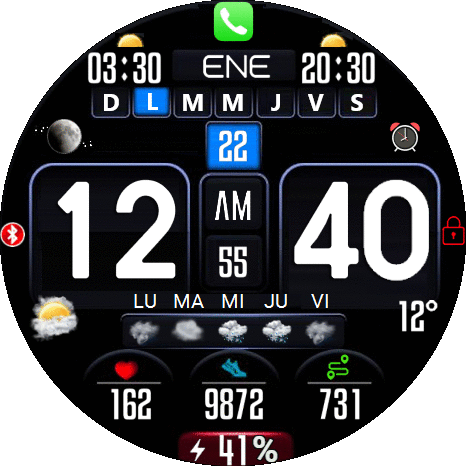 03:30 ENE 20:30
D L M M J V S
22
12 AM 40
55
LU MA MI JU VI
12°
162 9872 731
41%